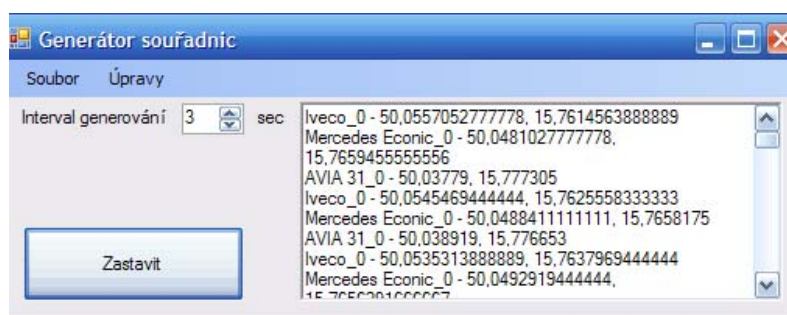 Generátor souřadnic
Soubor Úpravy
Interval generování 3 sec
Iveco_0 - 50,0557052777778, 15,7614563888889
Mercedes Econic_0 - 50,0481027777778,
15,7659455555556
AVIA 31_0 - 50,03779, 15,777305
Iveco_0 - 50,0545469444444, 15,7625558333333
Mercedes Econic_0 - 50,0488411111111, 15,7658175
AVIA 31_0 - 50,038919, 15,776653
Iveco_0 - 50,0535313888889, 15,7637969444444
Mercedes Econic_0 - 50,0492919444444,
Zastavit